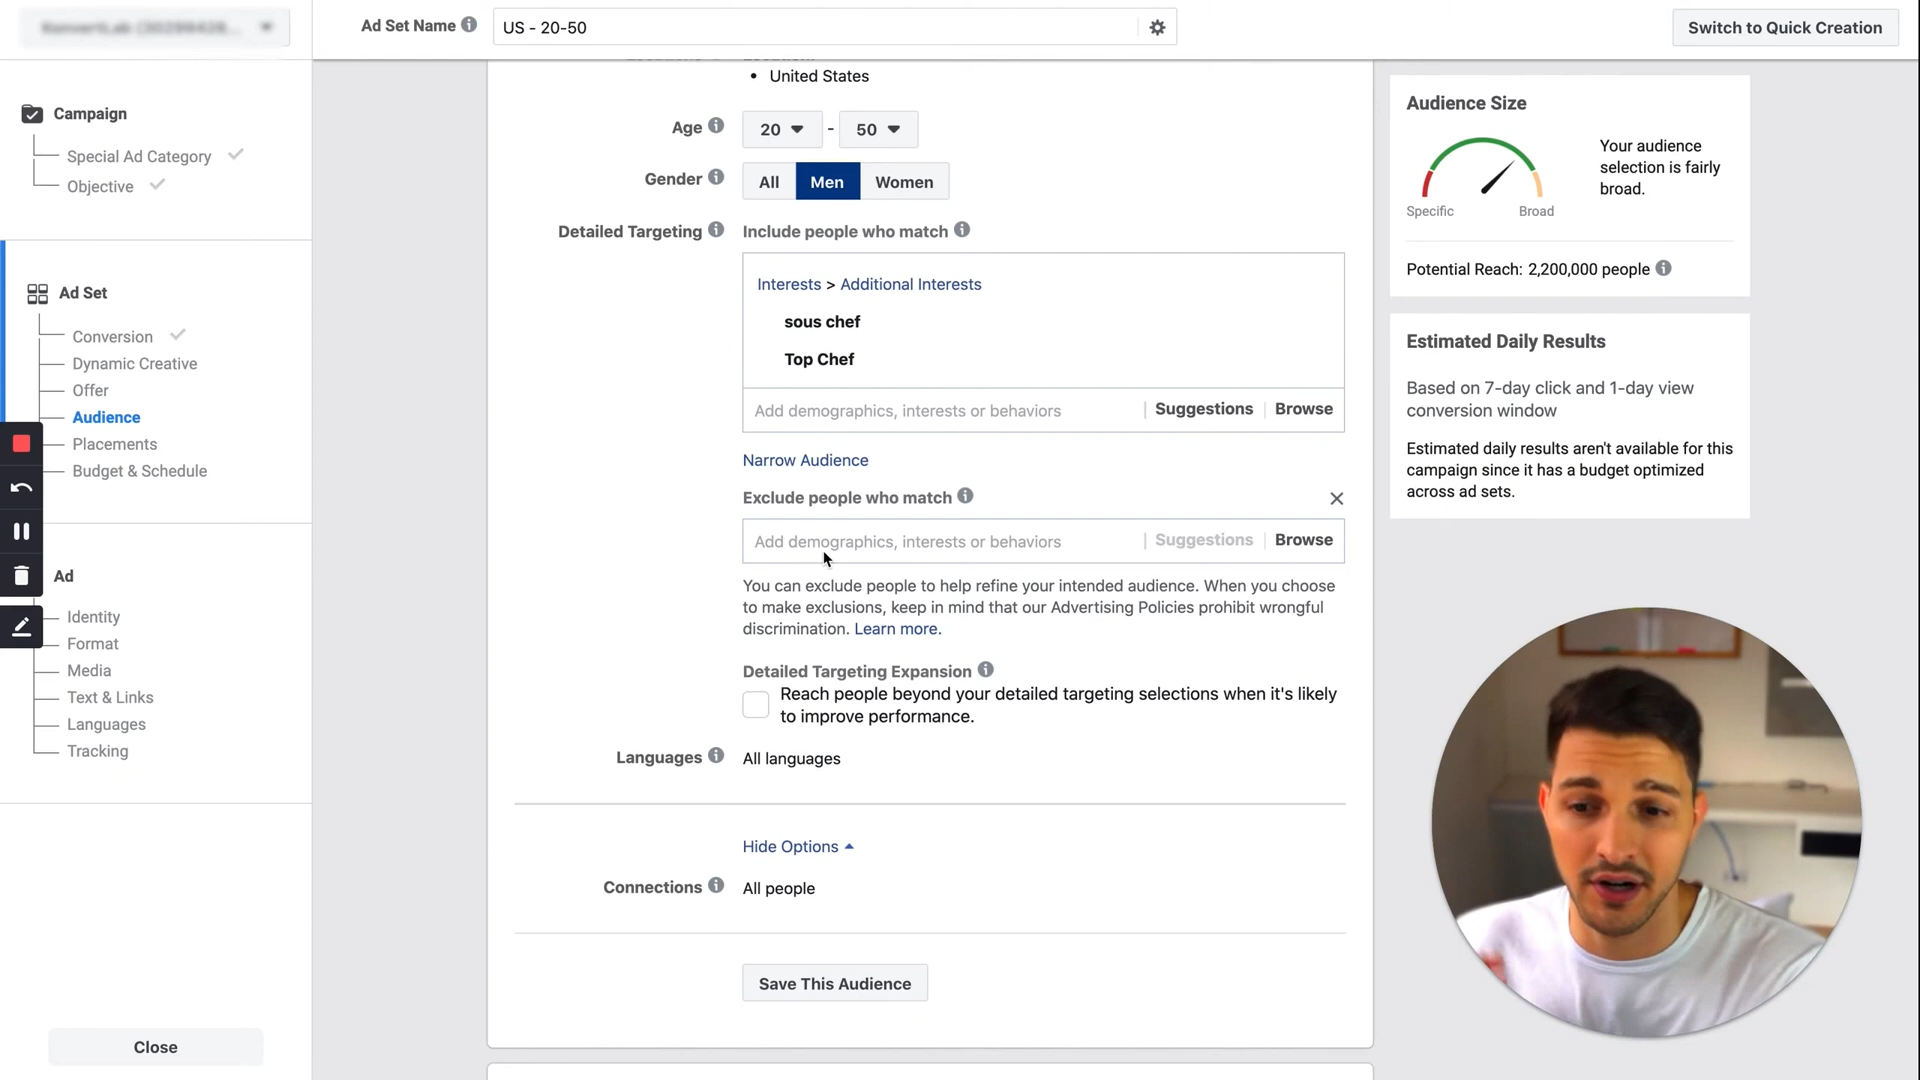 Ad Set Name
US - 20-50
Switch to Quick Creation
Campaign
Special Ad Category
Objective
Ad Set
Conversion
Dynamic Creative
Offer
Audience
Placements
Budget & Schedule
Ad
Identity
Format
Media
Text & Links
Languages
Tracking
Close
United States
Age
20
-
50
Gender
All
Men
Women
Detailed Targeting
Include people who match
Interests > Additional Interests
sous chef
Top Chef
Add demographics, interests or behaviors
Suggestions
Browse
Narrow Audience
Exclude people who match
Add demographics, interests or behaviors
Suggestions
Browse
You can exclude people to help refine your intended audience. When you choose
to make exclusions, keep in mind that our Advertising Policies prohibit wrongful
discrimination. Learn more.
Detailed Targeting Expansion
Reach people beyond your detailed targeting selections when it's likely
to improve performance.
Languages
All languages
Hide Options
Connections
All people
Save This Audience
Audience Size
Your audience
selection is fairly
broad.
Specific
Broad
Potential Reach: 2,200,000 people
Estimated Daily Results
Based on 7-day click and 1-day view
conversion window
Estimated daily results aren't available for this
campaign since it has a budget optimized
across ad sets.